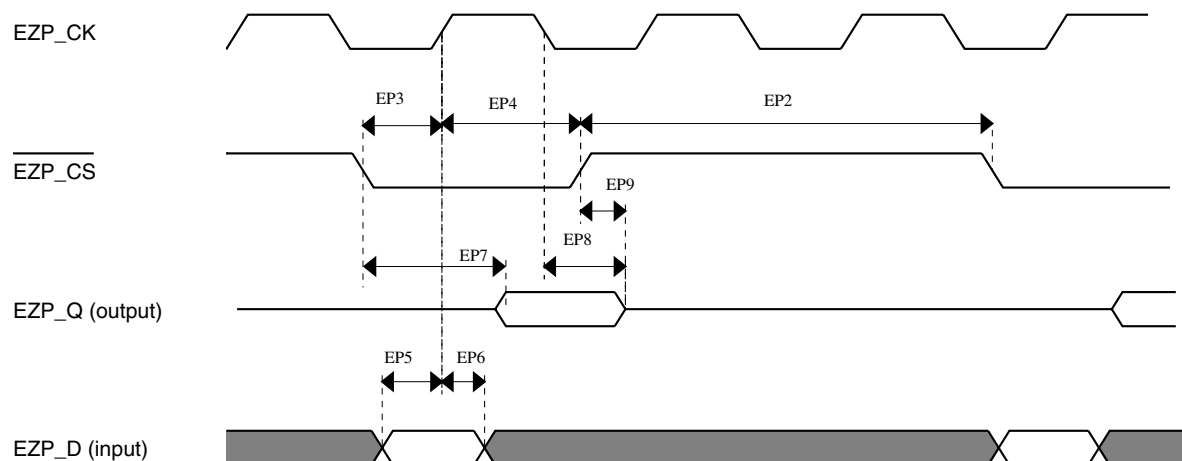 EZP_CK
EP3
EP4
EP2
EZP_CS
EP9
EP8
EP7
EZP_Q (output)
EP5
EP6
EZP_D (input)